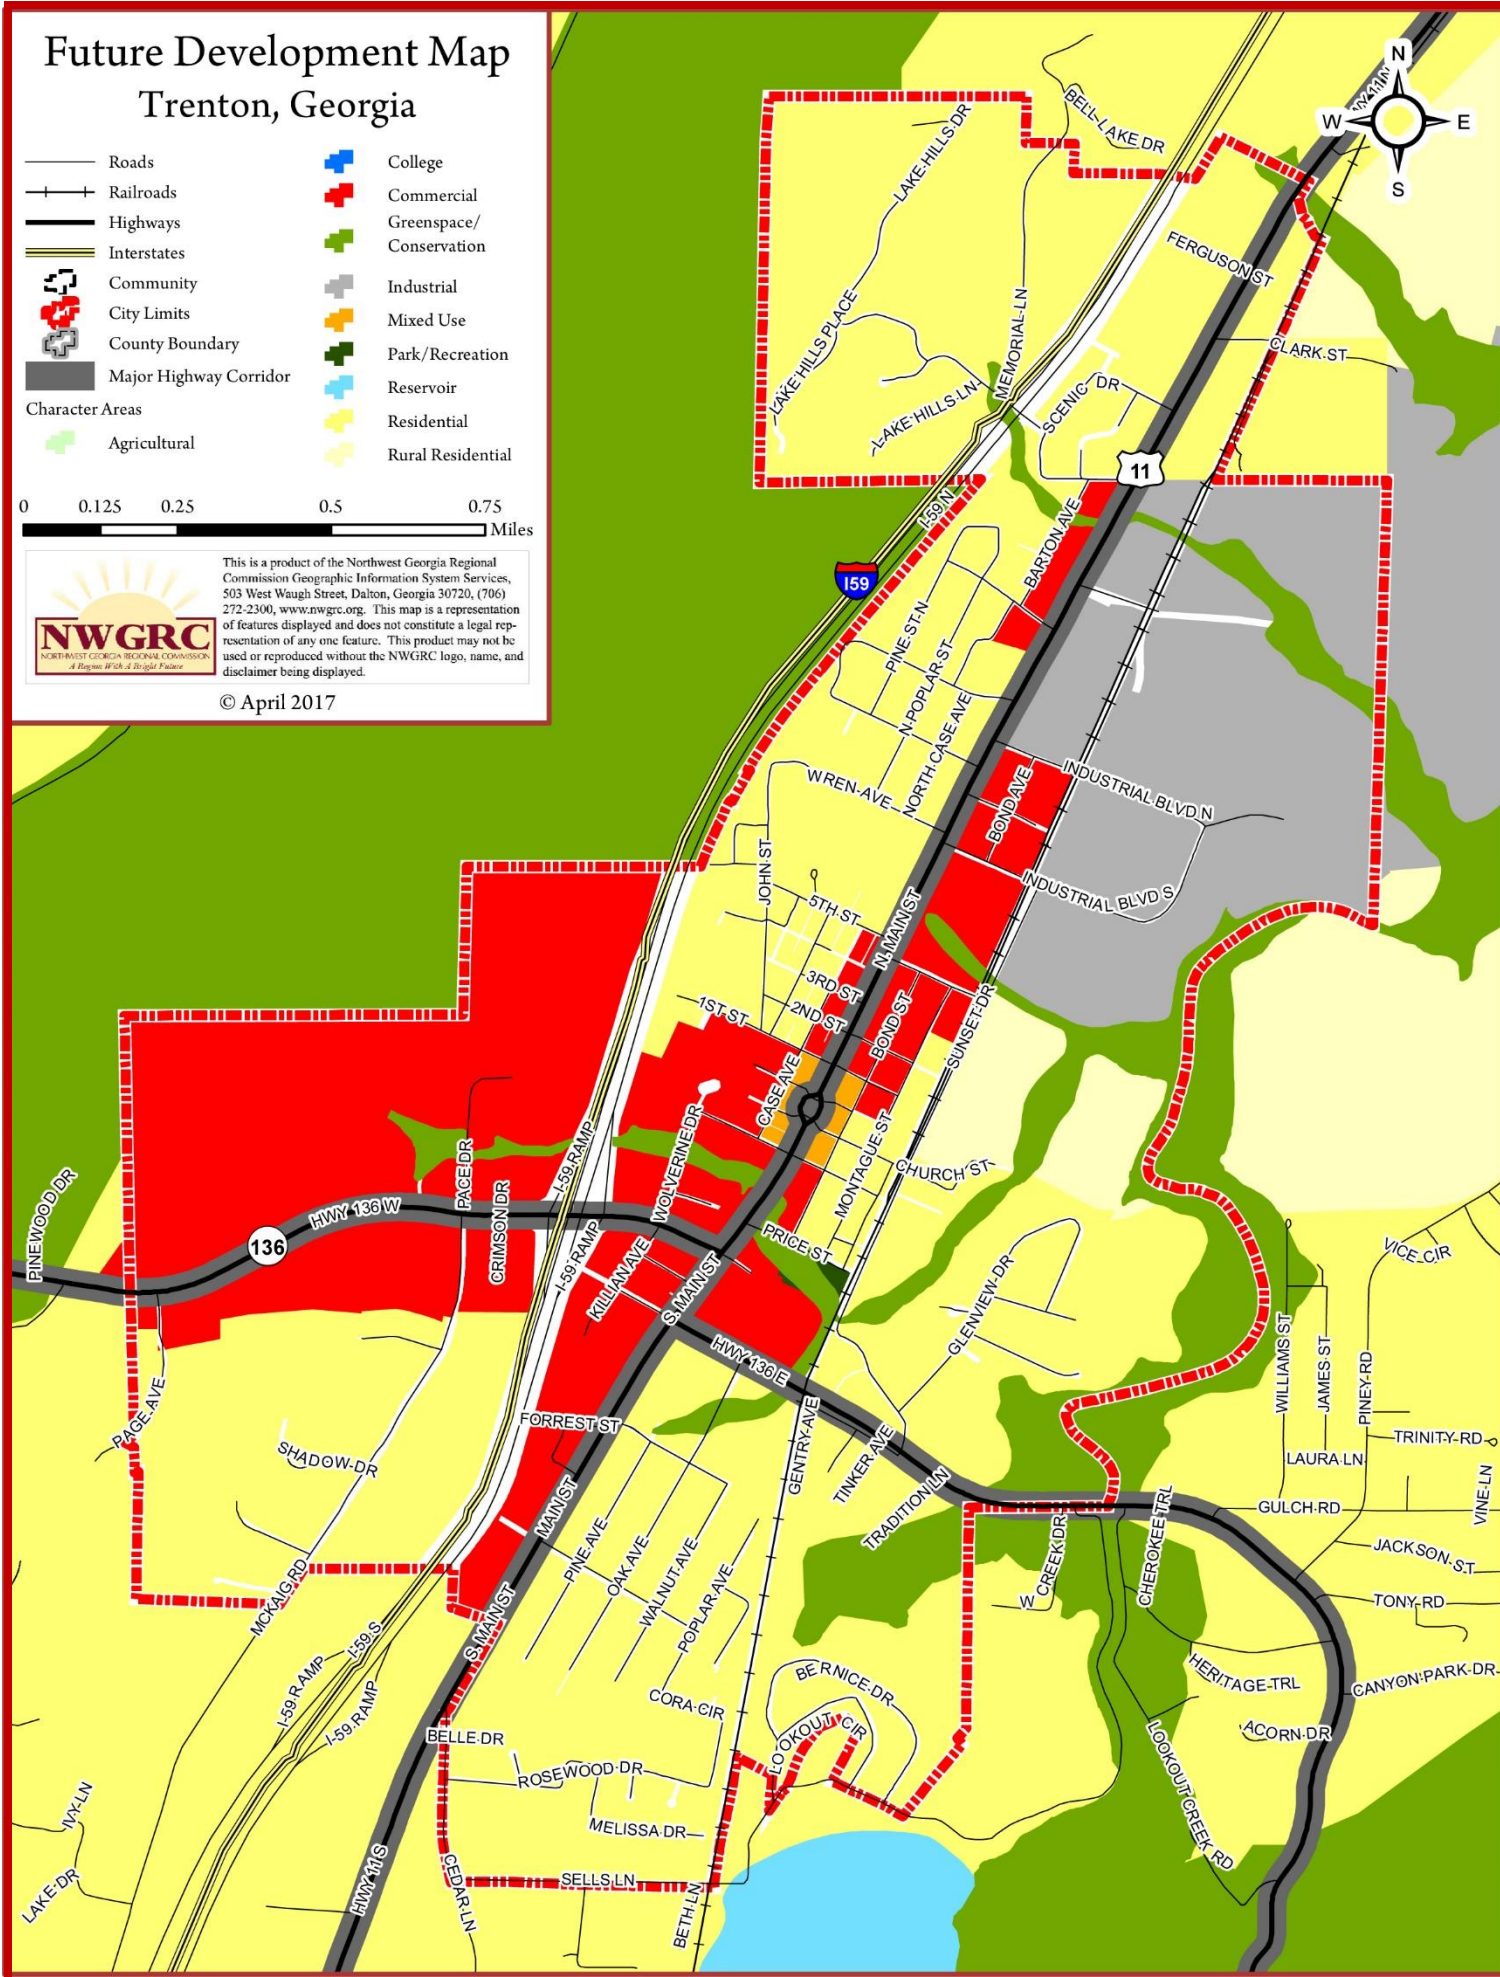 Future Development Map
Trenton, Georgia
Roads
Railroads
Highways
Interstates
Community
City Limits
County Boundary
Major Highway Corridor
Character Areas
Agricultural
College
Commercial
Greenspace/
Conservation
Industrial
Mixed Use
Park/Recreation
Reservoir
Residential
Rural Residential
0 0.125 0.25 0.5 0.75
Miles
NWGRC
NORTHWEST GEORGIA REGIONAL COMMISSION
A Region With A Bright Future
This is a product of the Northwest Georgia Regional
Commission Geographic Information System Services,
503 West Waugh Street, Dalton, Georgia 30720, (706)
272-2300, www.nwgrc.org. This map is a representation
of features displayed and does not constitute a legal rep-
resentation of any one feature. This product may not be
used or reproduced without the NWGRC logo, name, and
disclaimer being displayed.
© April 2017
N
W
E
S
BELL LAKE DR
LAKE HILLS DR
FERGUSON ST
LAKE HILLS PLACE
MEMORIAL LN
CLARK ST
SCENIC DR
LAKE HILLS LN
11
I-59 N
BARTON AVE
I59
PINE ST N
N POPLAR ST
NORTH CASE AVE
WREN AVE
BOND AVE
INDUSTRIAL BLVD N
JOHN ST
INDUSTRIAL BLVD S
5TH ST
N. MAIN ST
3RD ST
1ST ST
2ND ST
BOND ST
SUNSET DR
CASE AVE
WOLVERINE DR
I-59 RAMP
MONTAGUE ST
CHURCH ST
PACE DR
CRIMSON DR
PINEWOOD DR
HWY 136 W
136
I-59 RAMP
KILLIAN AVE
PRICE ST
S. MAIN ST
VICE CIR
GLENVIEW DR
HWY 136 E
WILLIAMS ST
JAMES ST
PINEY RD
PAGE AVE
FORREST ST
SHADOW DR
GENTRY AVE
TINKER AVE
TRADITION LN
TRINITY RD
LAURA LN
GULCH RD
VINE LN
MAIN ST
PINE AVE
OAK AVE
WALNUT AVE
POPLAR AVE
W CREEK DR
CHEROKEE TRL
JACKSON ST
TONY RD
MCKAIG RD
S. MAIN ST
I-59 S
I-59 RAMP
I-59 RAMP
BERNICE DR
CORA CIR
LOOKOUT CIR
HERITAGE TRL
CANYON PARK DR
ACORN DR
BELLE DR
ROSEWOOD DR
MELISSA DR
LOOKOUT CREEK RD
IVY LN
LAKE DR
HWY 11 S
CEDAR LN
SELLS LN
BETH LN